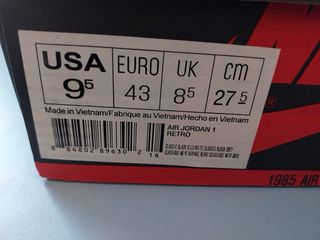 USA EURO UK cm
9⁵ 43 8⁵ 27⁵
Made in Vietnam/Fabrique au Vietnam/Hecho en Vietnam
AIR JORDAN 1
RETRO
8 84802 89630 2 16
1985 AIR